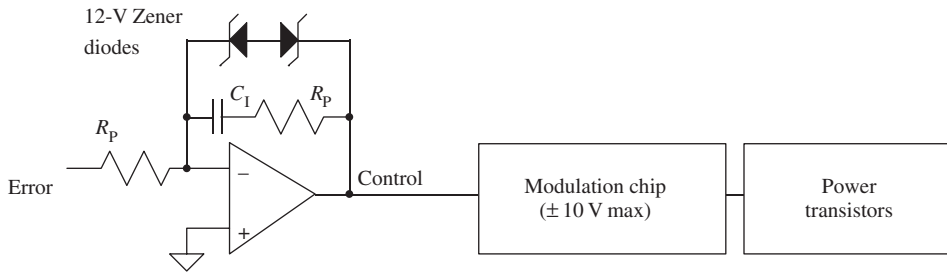 12-V Zener
diodes
C_I
R_P
R_P
Error
−
+
Control
Modulation chip
(± 10 V max)
Power
transistors